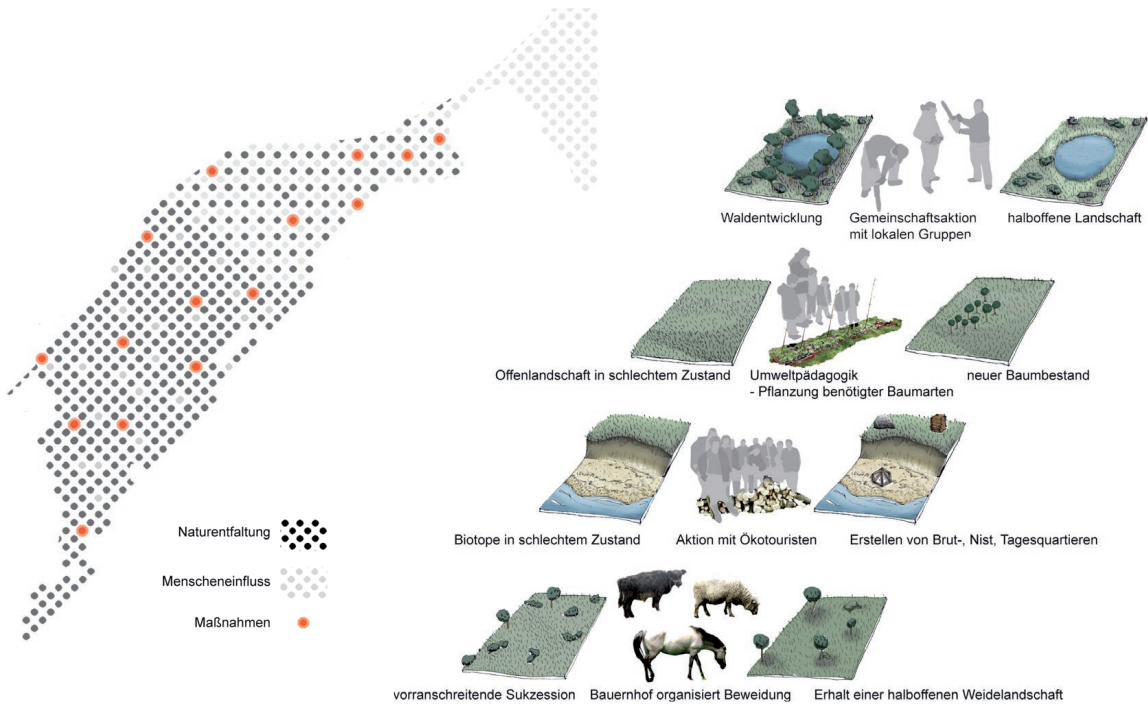 Naturentfaltung
Menscheneinfluss
Maßnahmen
Waldentwicklung
Gemeinschaftsaktion
mit lokalen Gruppen
halboffene Landschaft
Offenlandschaft in schlechtem Zustand
Umweltpädagogik
- Pflanzung benötigter Baumarten
neuer Baumbestand
Biotope in schlechtem Zustand
Aktion mit Ökotouristen
Erstellen von Brut-, Nist, Tagesquartieren
vorranschreitende Sukzession
Bauernhof organisiert Beweidung
Erhalt einer halboffenen Weidelandschaft